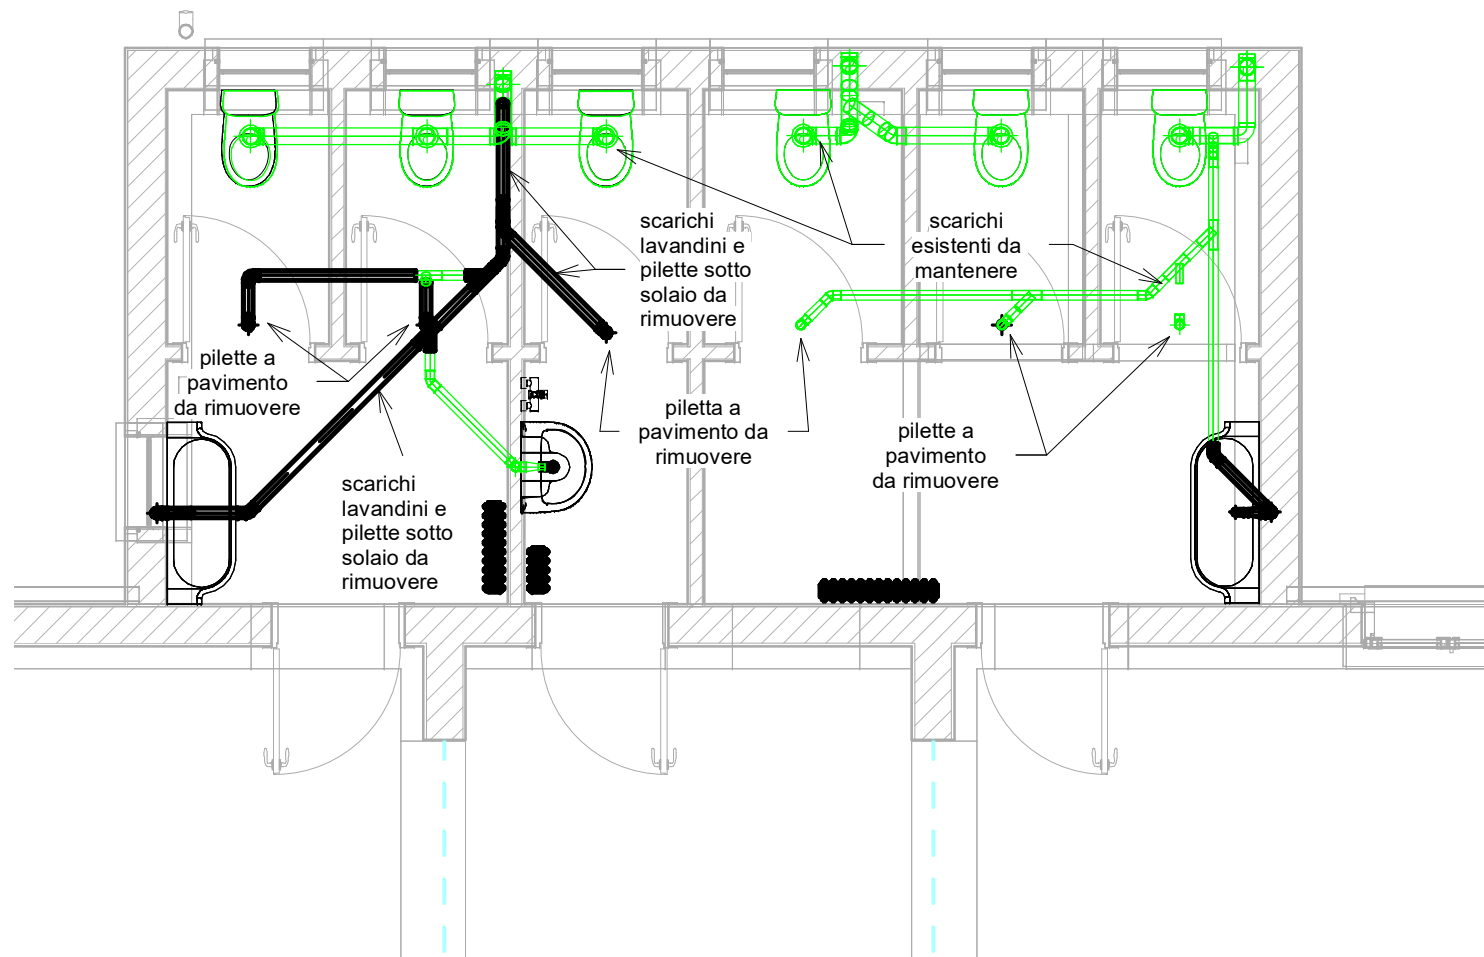 scarichi
lavandini e
pilette sotto
solaio da
rimuovere
scarichi
esistenti da
mantenere
pilette a
pavimento
da rimuovere
piletta a
pavimento da
rimuovere
pilette a
pavimento
da rimuovere
scarichi
lavandini e
pilette sotto
solaio da
rimuovere